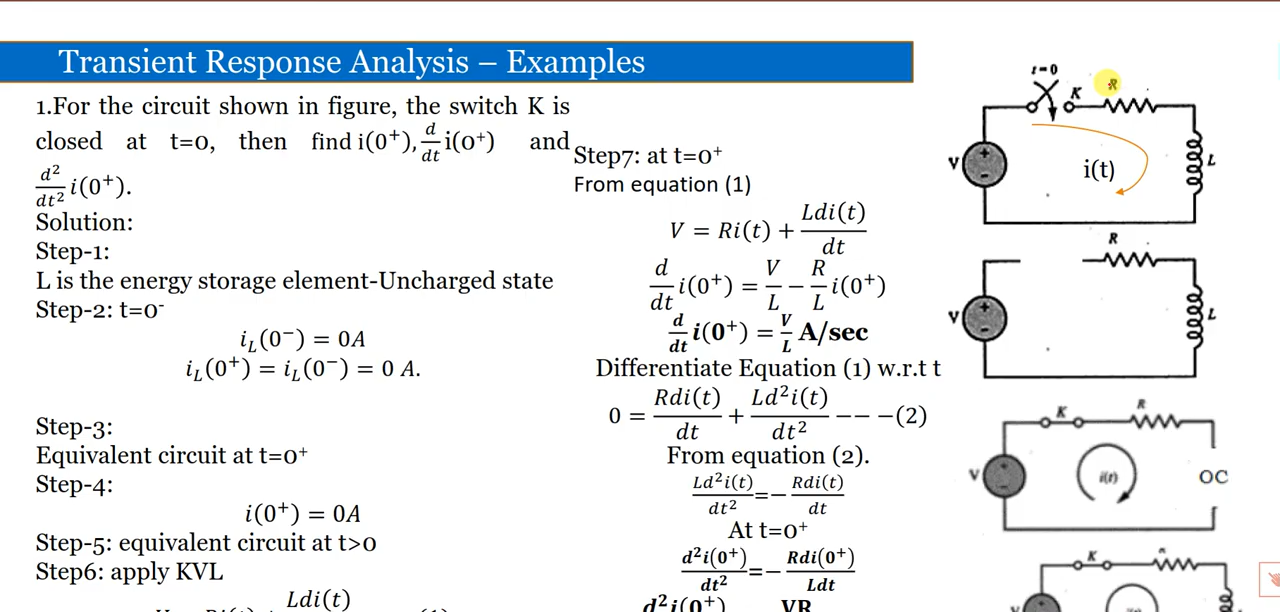 Transient Response Analysis – Examples
1.For the circuit shown in figure, the switch K is
closed at t=0, then find i(0⁺), d/dt i(0⁺) and
d²/dt² i(0⁺).
Solution:
Step-1:
L is the energy storage element-Uncharged state
Step-2: t=0⁻
i_L(0⁻) = 0A
i_L(0⁺) = i_L(0⁻) = 0 A.
Step-3:
Equivalent circuit at t=0⁺
Step-4:
i(0⁺) = 0A
Step-5: equivalent circuit at t>0
Step6: apply KVL
Ldi(t)
Step7: at t=0⁺
From equation (1)
V = Ri(t) + Ldi(t)/dt
d/dt i(0⁺) = V/L − R/L i(0⁺)
d/dt i(0⁺) = V/L A/sec
Differentiate Equation (1) w.r.t t
0 = Rdi(t)/dt + Ld²i(t)/dt² −−−(2)
From equation (2).
Ld²i(t)/dt² =− Rdi(t)/dt
At t=0⁺
d²i(0⁺)/dt² =− Rdi(0⁺)/Ldt
d²i(0⁺) VR
t=0
K
R
V
i(t)
L
R
V
L
K
R
V
i(t)
OC
K